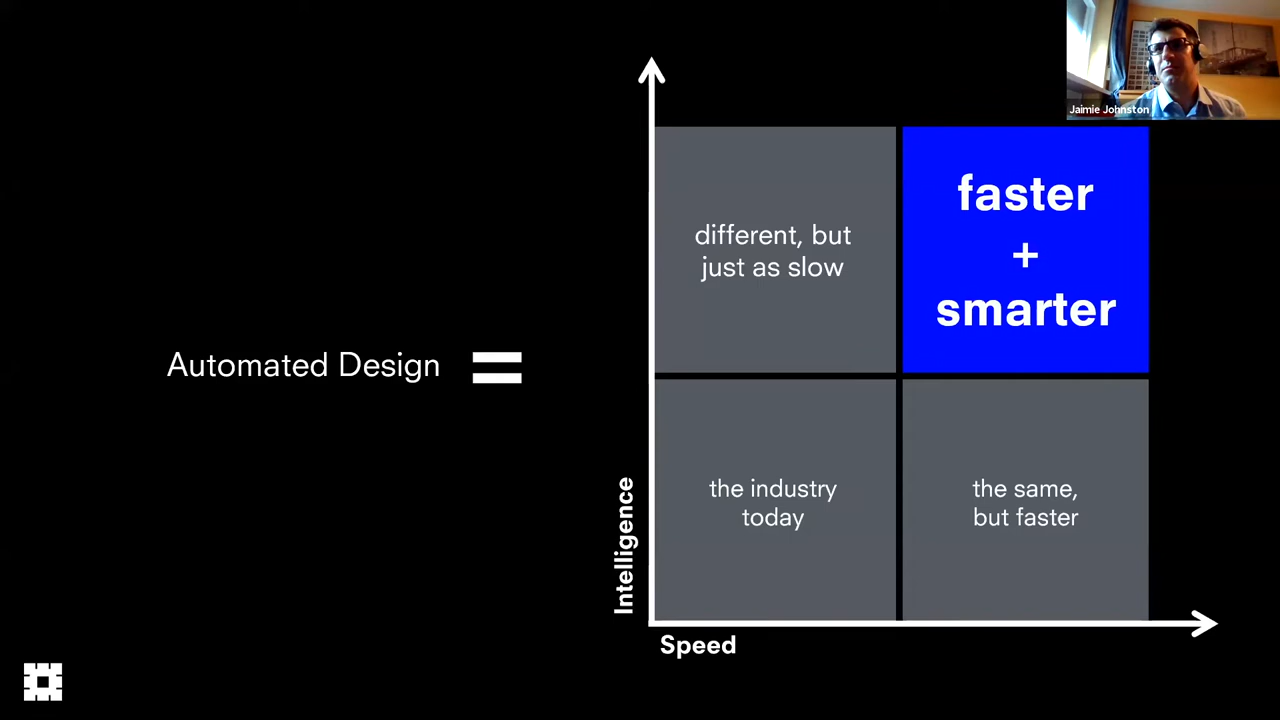 Jaimie Johnston
different, but
just as slow
faster
+
smarter
Automated Design =
the industry
today
the same,
but faster
Intelligence
Speed